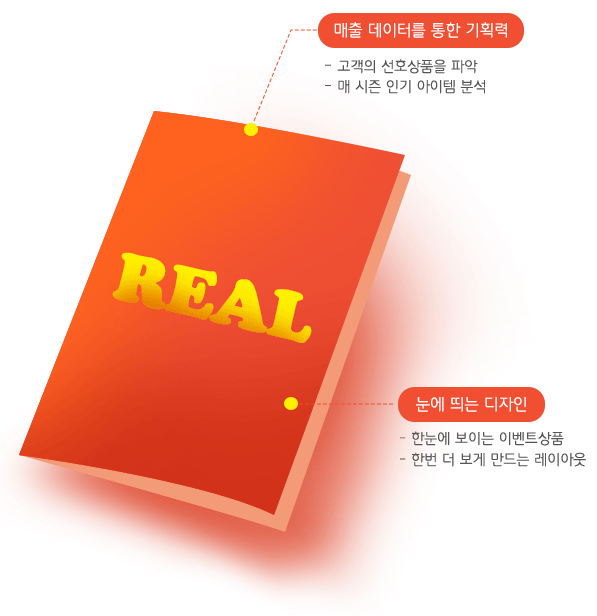 매출 데이터를 통한 기획력
- 고객의 선호상품을 파악
- 매 시즌 인기 아이템 분석
REAL
눈에 띄는 디자인
- 한눈에 보이는 이벤트상품
- 한번 더 보게 만드는 레이아웃